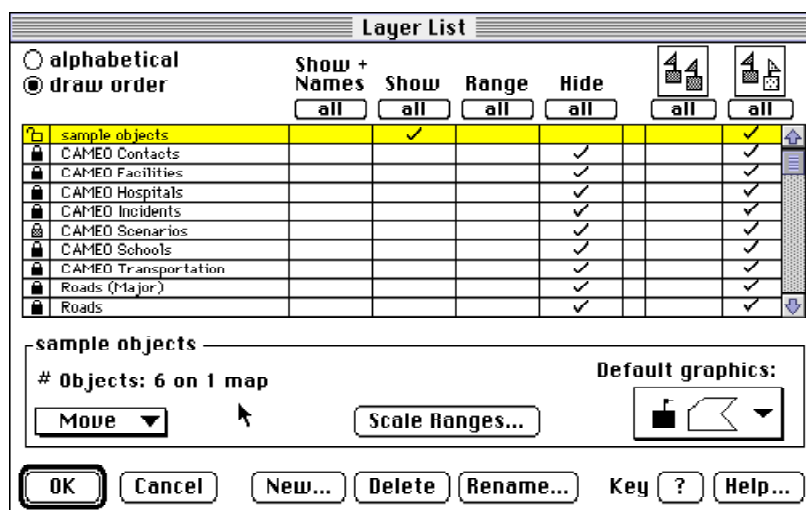 Layer List
alphabetical
draw order
Show +
Names Show Range Hide
all all all all all all
sample objects
CAMEO Contacts
CAMEO Facilities
CAMEO Hospitals
CAMEO Incidents
CAMEO Scenarios
CAMEO Schools
CAMEO Transportation
Roads (Major)
Roads
sample objects
# Objects: 6 on 1 map
Default graphics:
Move
Scale Ranges...
OK Cancel New... Delete Rename... Key ? Help...